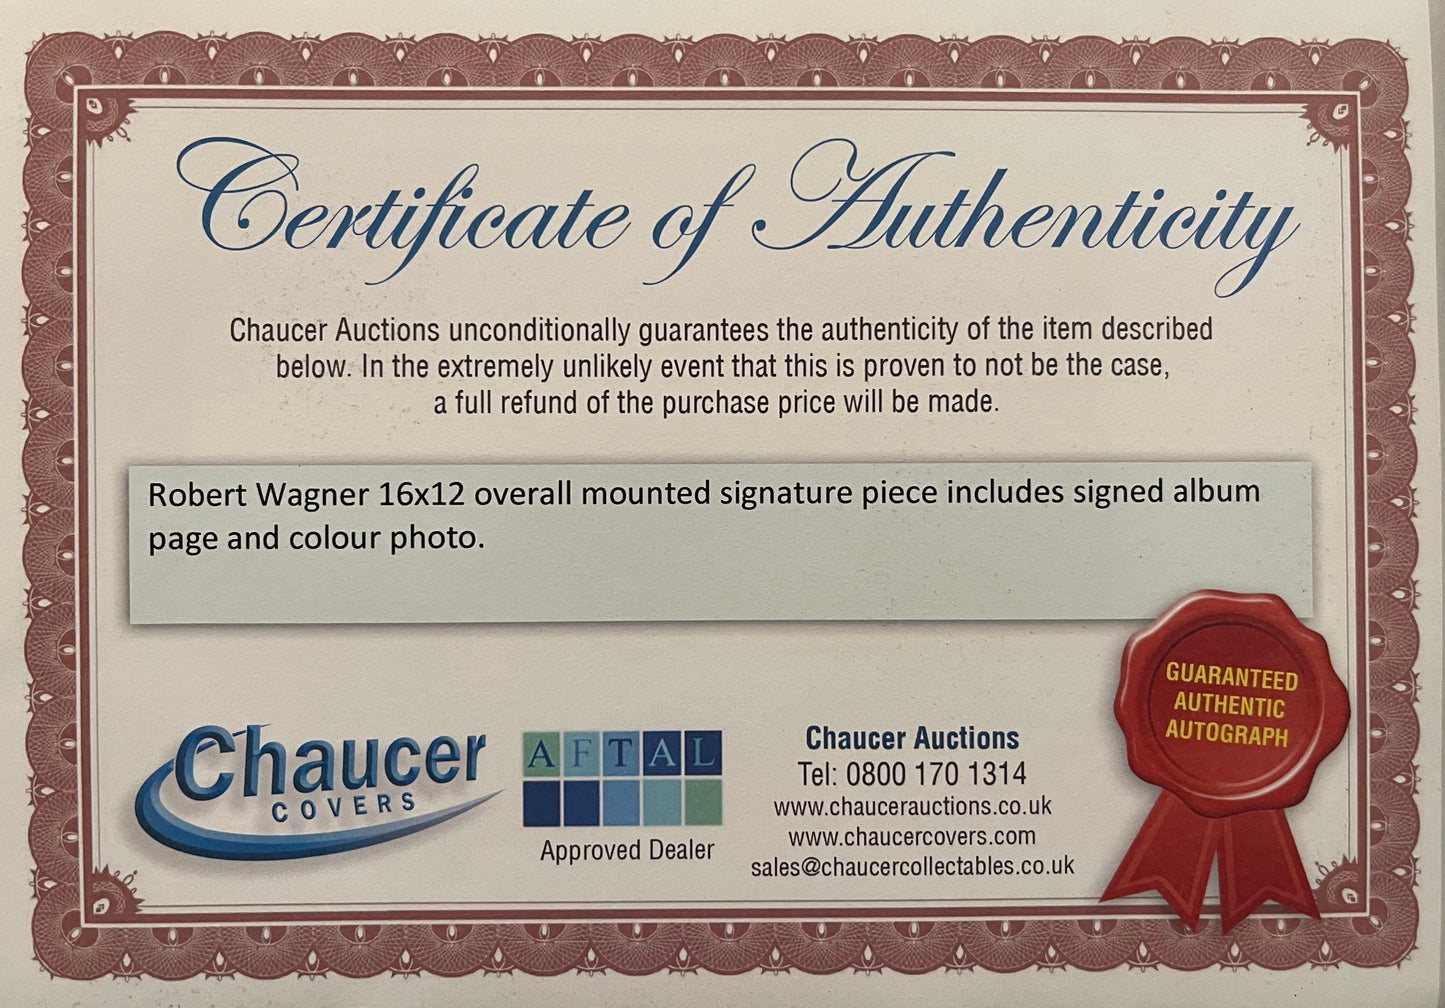 Certificate of Authenticity
Chaucer Auctions unconditionally guarantees the authenticity of the item described
below. In the extremely unlikely event that this is proven to not be the case,
a full refund of the purchase price will be made.
Robert Wagner 16x12 overall mounted signature piece includes signed album
page and colour photo.
GUARANTEED
AUTHENTIC
AUTOGRAPH
Chaucer
COVERS
AFTAL
Approved Dealer
Chaucer Auctions
Tel: 0800 170 1314
www.chaucerauctions.co.uk
www.chaucercovers.com
sales@chaucercollectables.co.uk